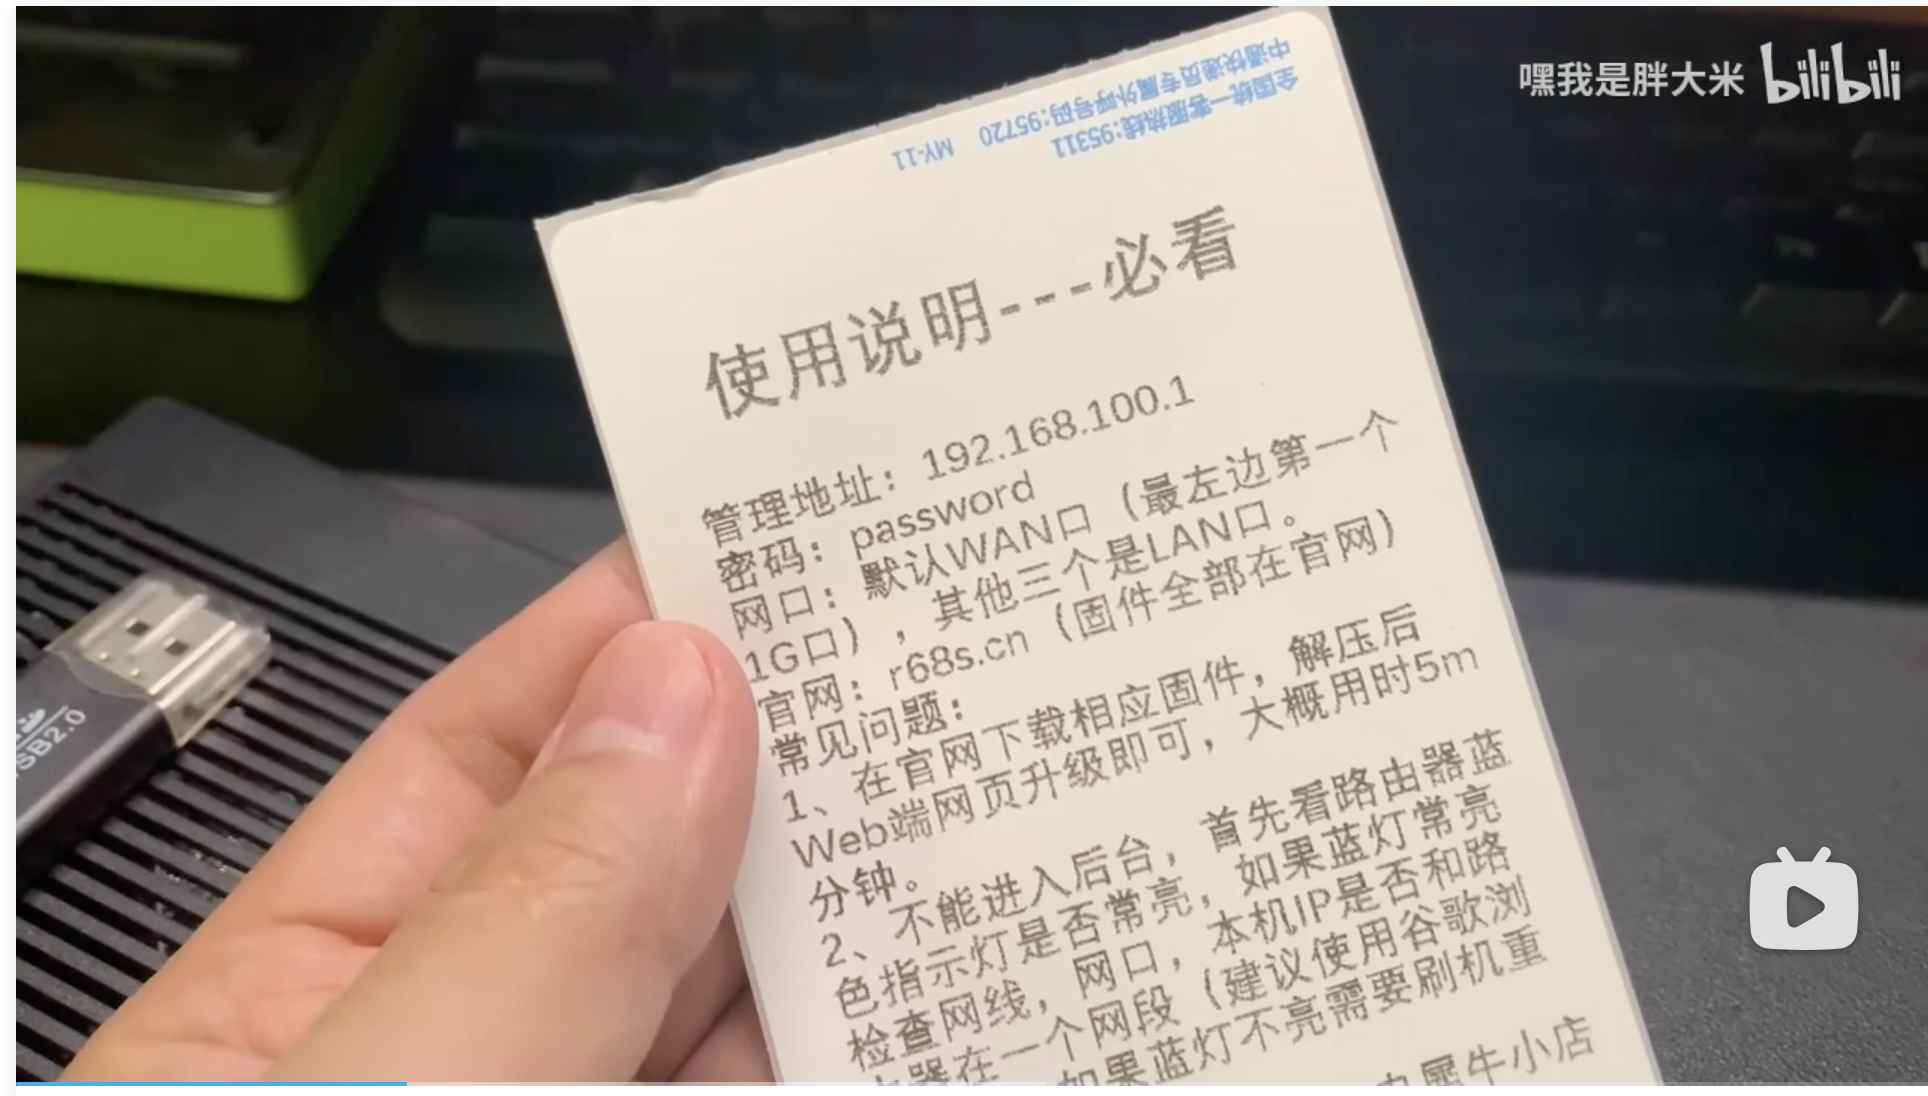 嘿我是胖大米 bilibili
全国统一客服热线:95311
中通快递员专属外呼号码:95720 MY-11
使用说明---必看
管理地址：192.168.100.1
密码：password
网口：默认WAN口（最左边第一个
1G口），其他三个是LAN口。
官网：r68s.cn（固件全部在官网）
常见问题：
1、在官网下载相应固件，解压后
Web端网页升级即可，大概用时5m
分钟。
2、不能进入后台，首先看路由器蓝
色指示灯是否常亮，如果蓝灯常亮
检查网线，网口，本机IP是否和路
由器在一个网段（建议使用谷歌浏
如果蓝灯不亮需要刷机重
犀牛小店
SB2.0